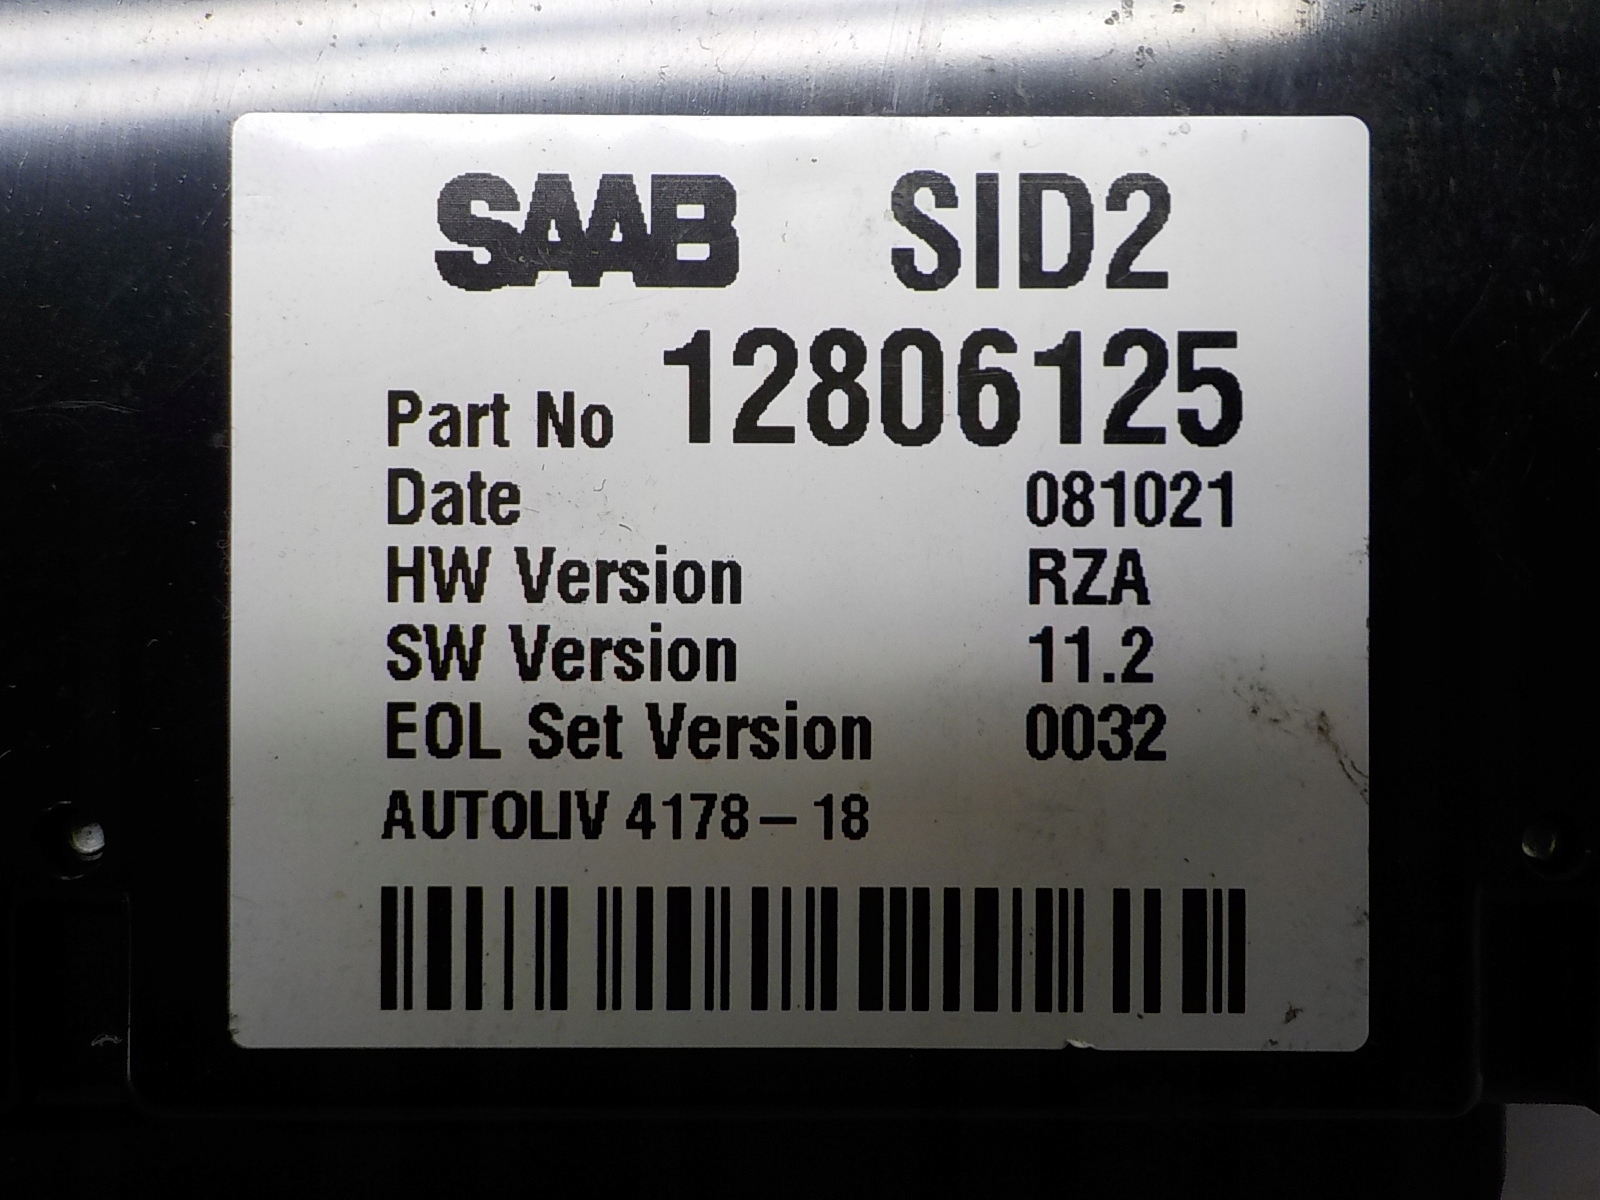 SAAB SID2
Part No 12806125
Date 081021
HW Version RZA
SW Version 11.2
EOL Set Version 0032
AUTOLIV 4178-18